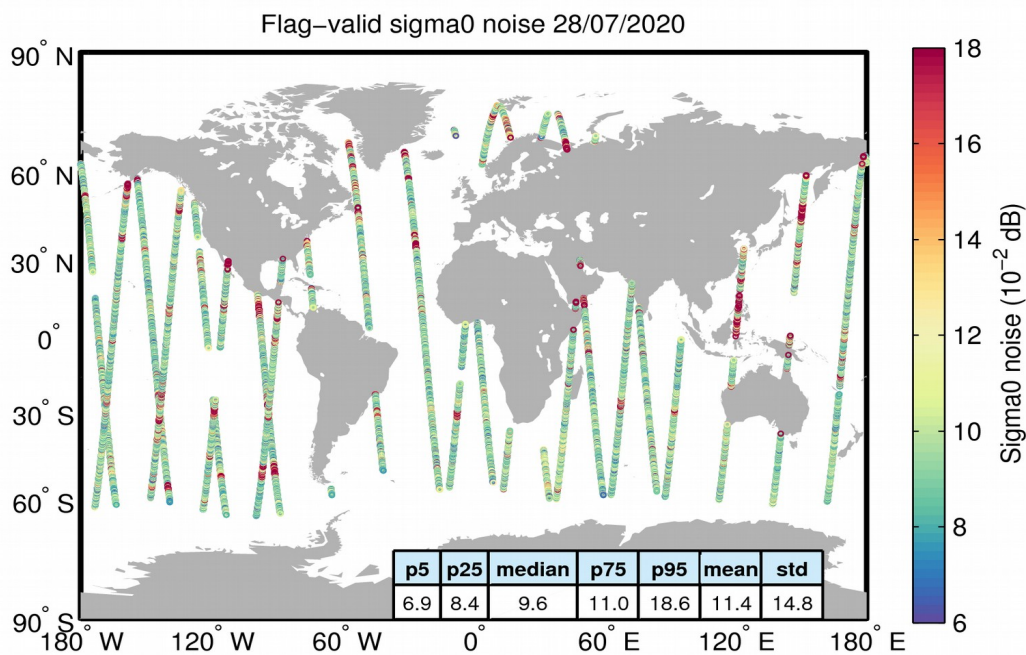 Flag−valid sigma0 noise 28/07/2020
90° N
60° N
30° N
0°
30° S
60° S
90° S
180° W
120° W
60° W
0°
60° E
120° E
180° E
p5 p25 median p75 p95 mean std
6.9 8.4 9.6 11.0 18.6 11.4 14.8
18
16
14
12
10
8
6
Sigma0 noise (10⁻² dB)